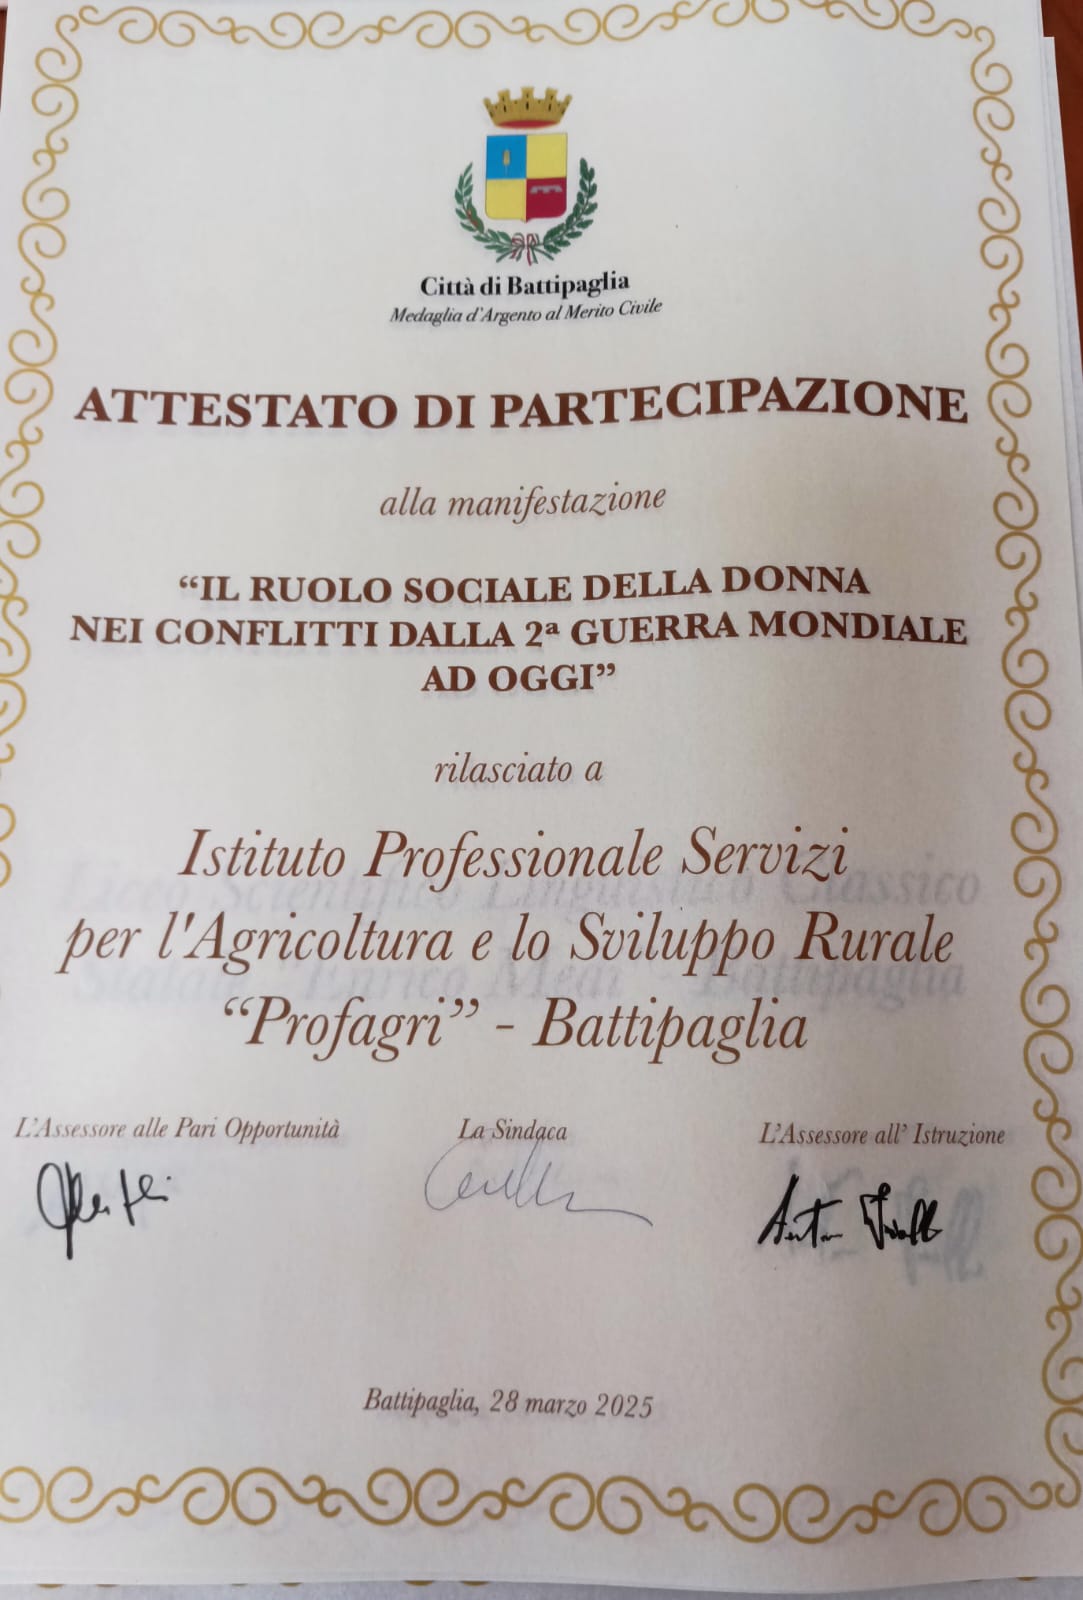 Città di Battipaglia
Medaglia d'Argento al Merito Civile
ATTESTATO DI PARTECIPAZIONE
alla manifestazione
“IL RUOLO SOCIALE DELLA DONNA
NEI CONFLITTI DALLA 2ª GUERRA MONDIALE
AD OGGI”
rilasciato a
Istituto Professionale Servizi
per l'Agricoltura e lo Sviluppo Rurale
“Profagri” - Battipaglia
L'Assessore alle Pari Opportunità
La Sindaca
L'Assessore all' Istruzione
Battipaglia, 28 marzo 2025